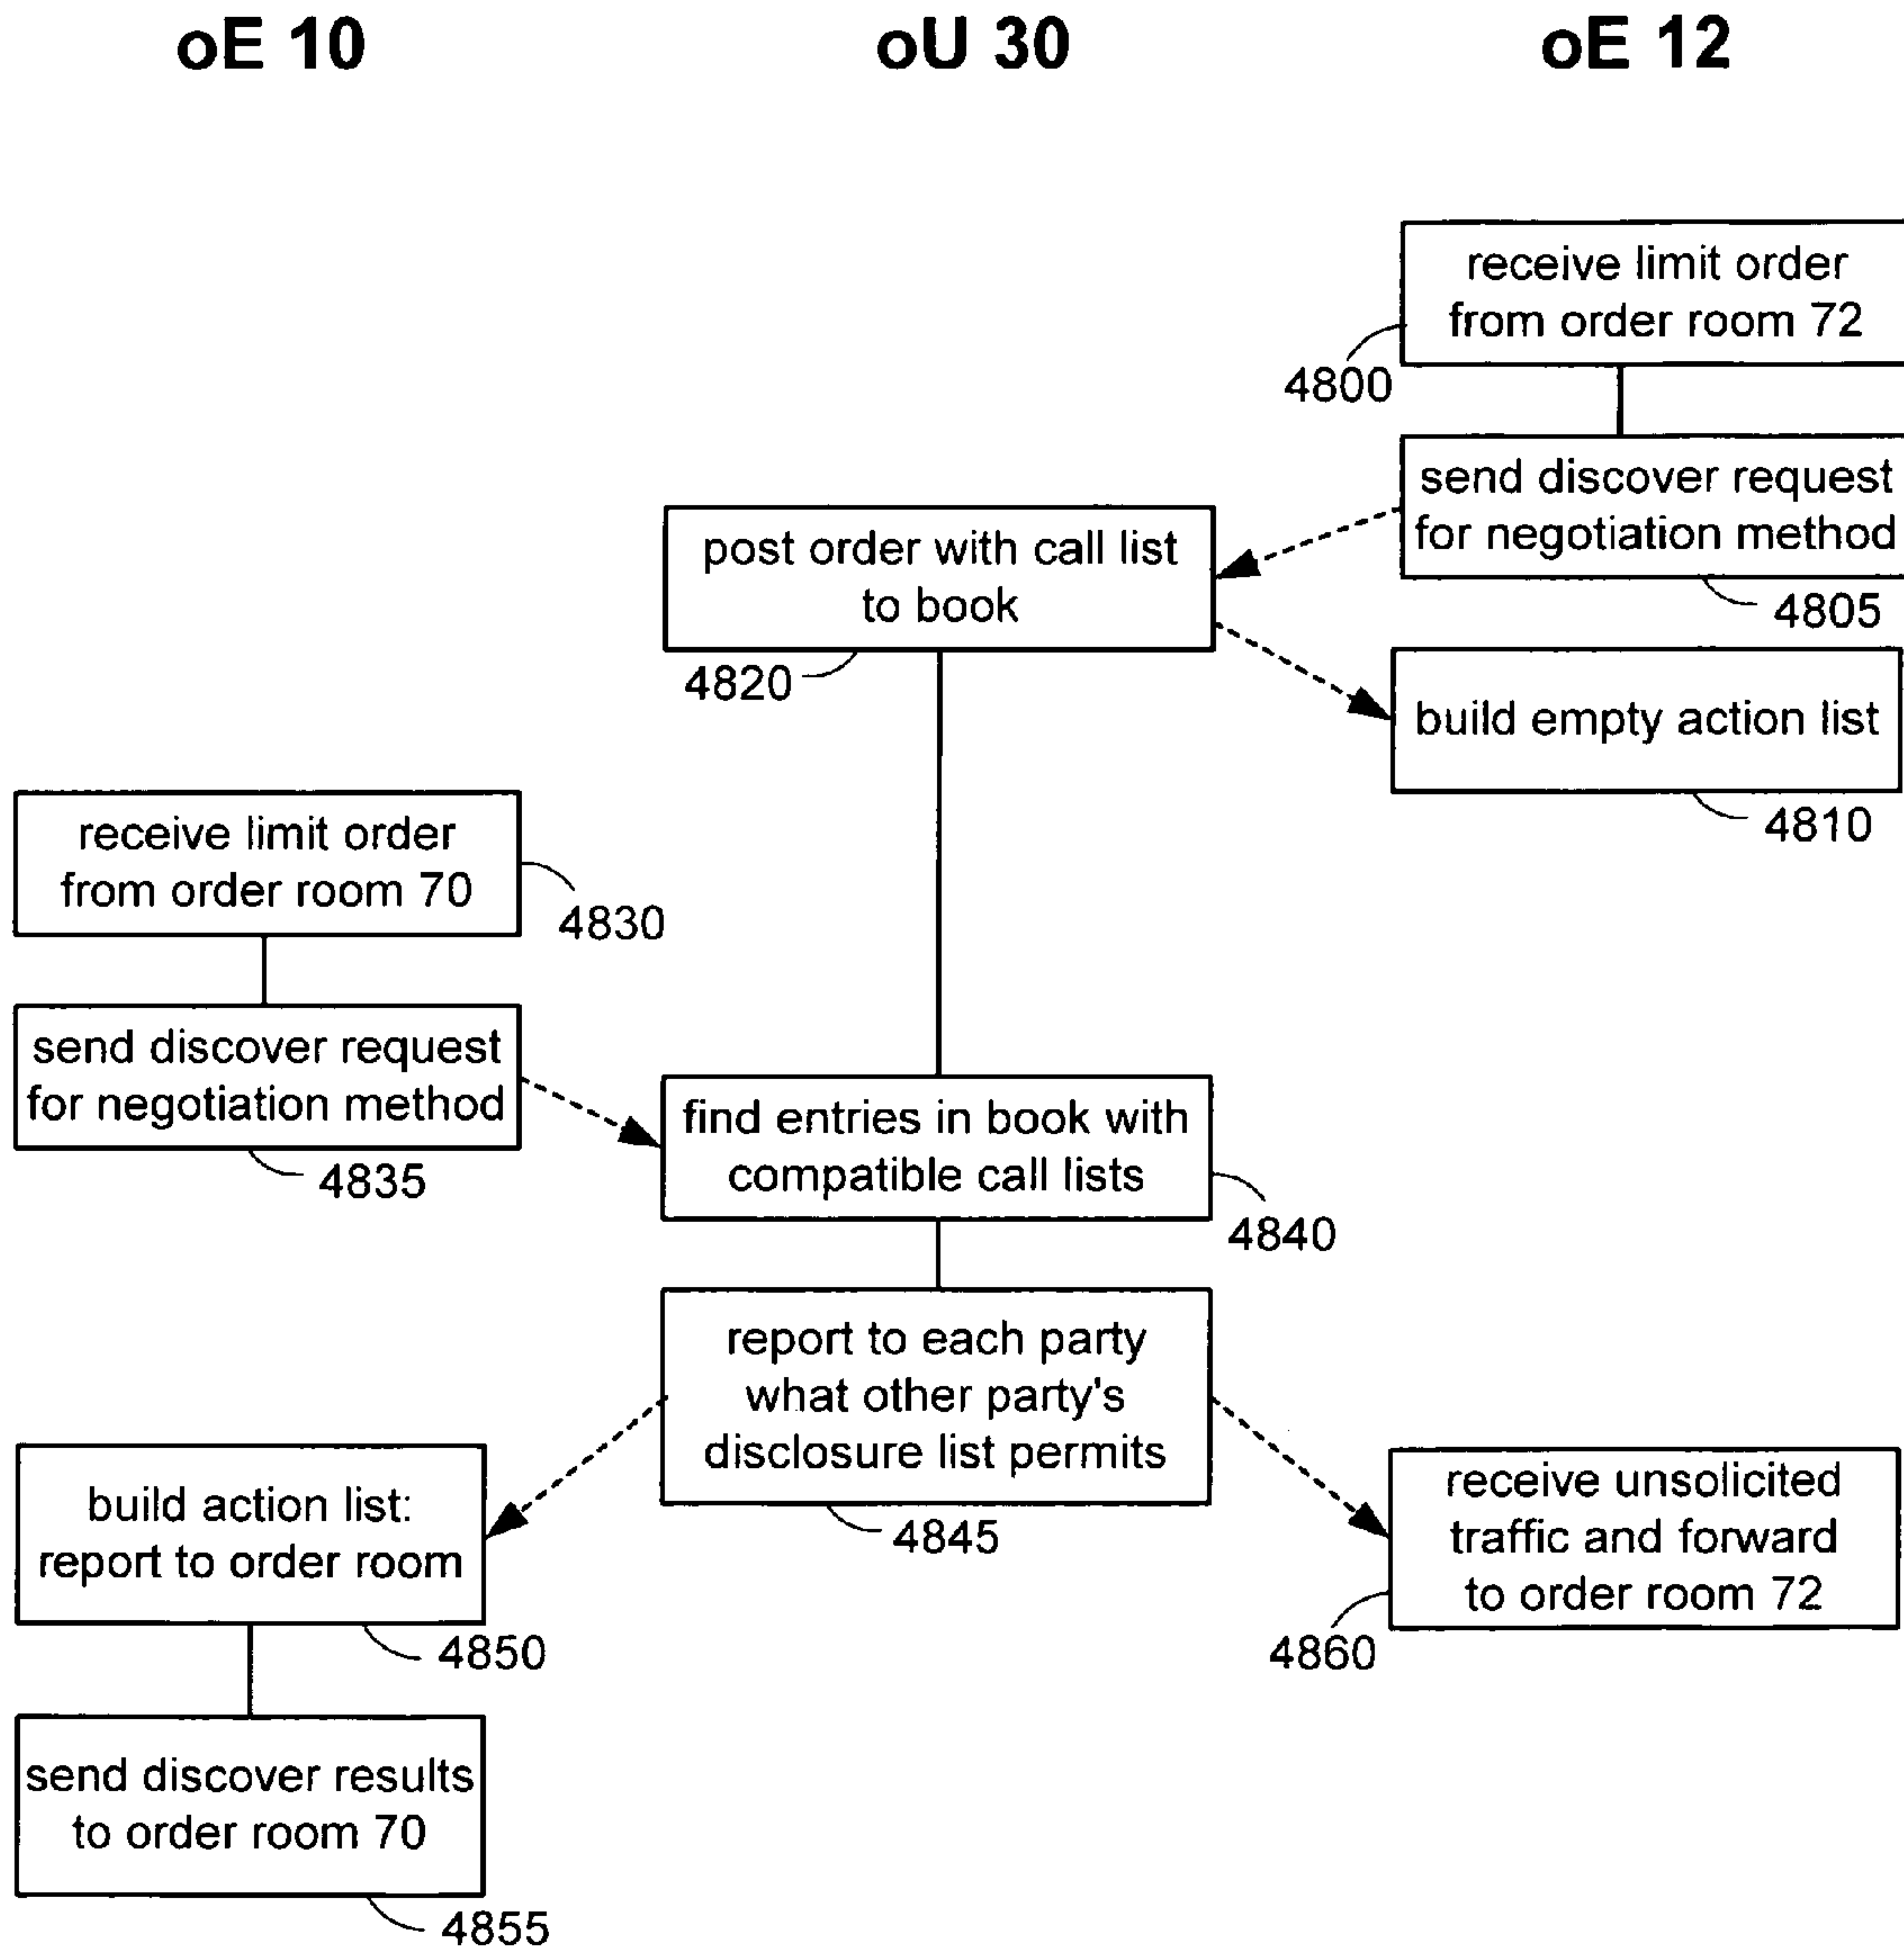 oE 10
oU 30
oE 12
receive limit order
from order room 72
4800
send discover request
for negotiation method
4805
post order with call list
to book
4820
build empty action list
4810
receive limit order
from order room 70
4830
send discover request
for negotiation method
4835
find entries in book with
compatible call lists
4840
report to each party
what other party's
disclosure list permits
4845
build action list:
report to order room
4850
receive unsolicited
traffic and forward
to order room 72
4860
send discover results
to order room 70
4855